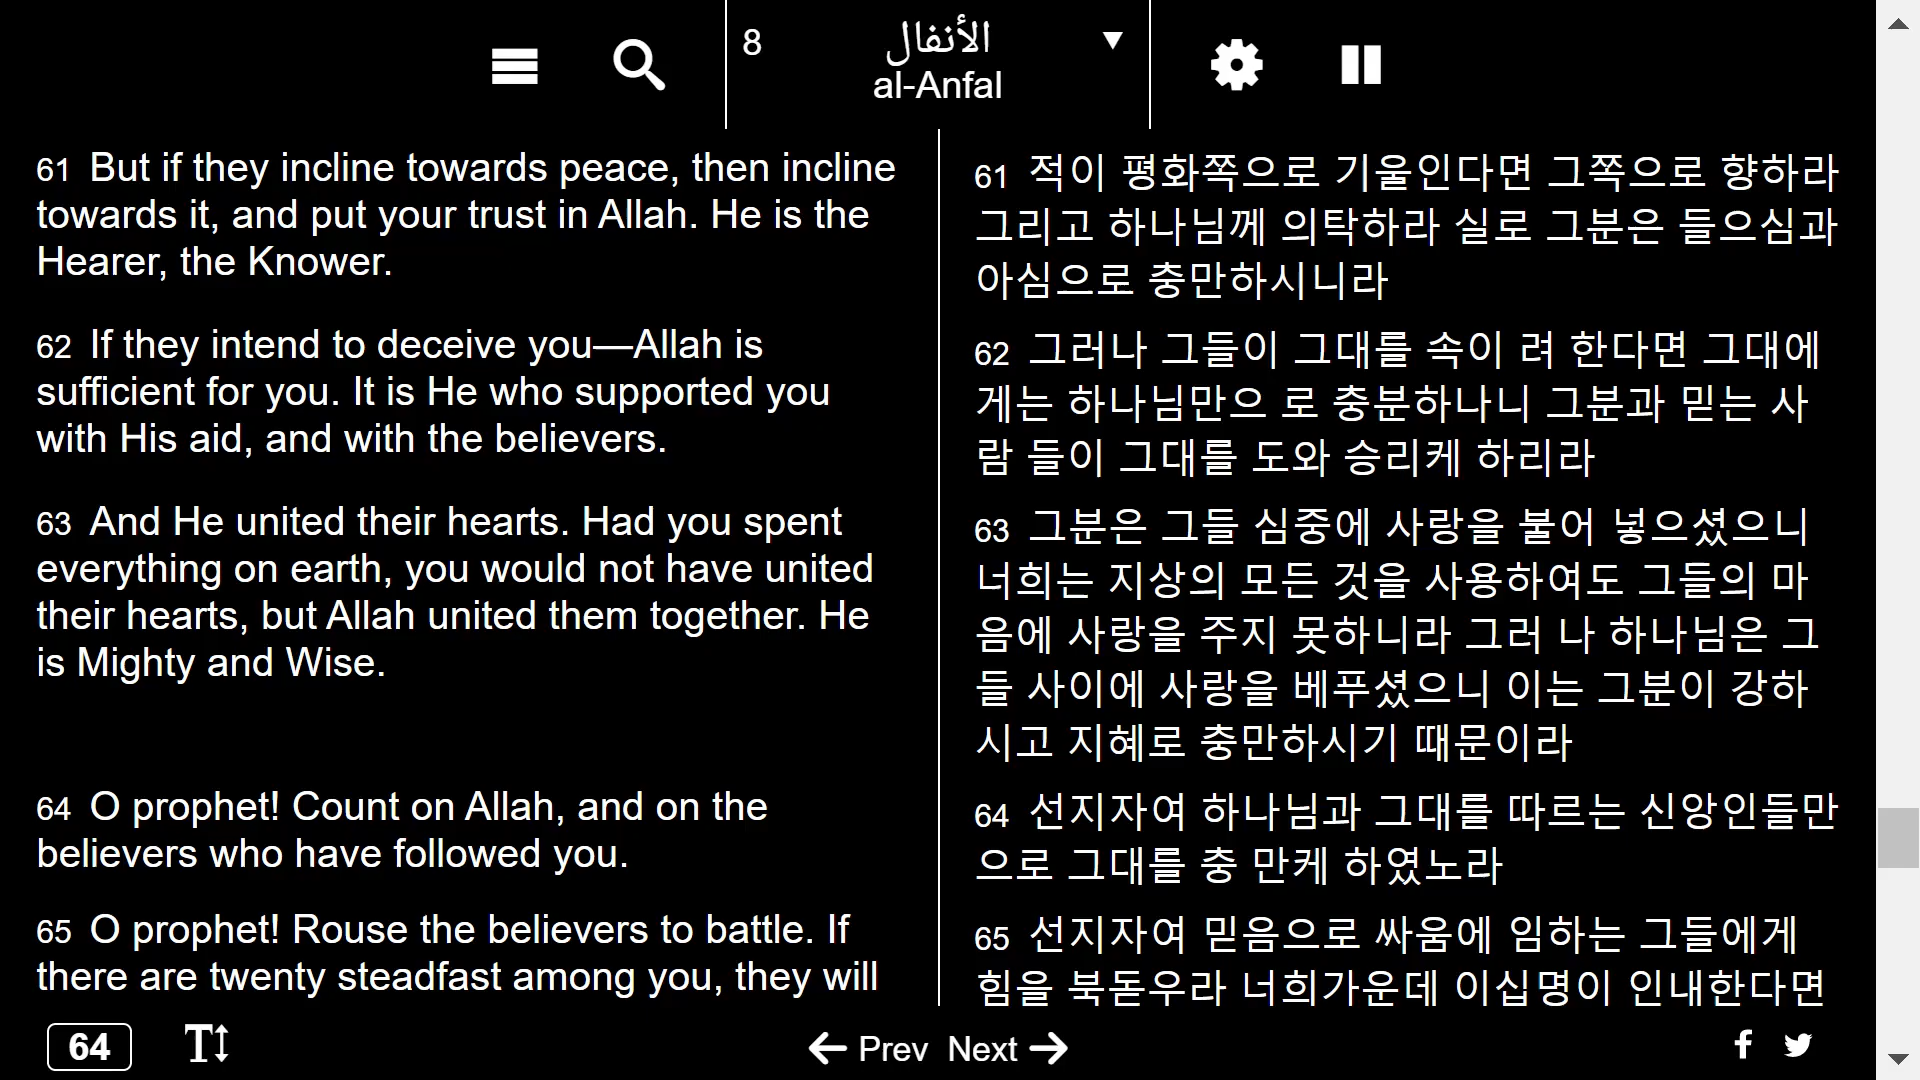 8
الأنفال
al-Anfal
61 But if they incline towards peace, then incline
towards it, and put your trust in Allah. He is the
Hearer, the Knower.
62 If they intend to deceive you—Allah is
sufficient for you. It is He who supported you
with His aid, and with the believers.
63 And He united their hearts. Had you spent
everything on earth, you would not have united
their hearts, but Allah united them together. He
is Mighty and Wise.
64 O prophet! Count on Allah, and on the
believers who have followed you.
65 O prophet! Rouse the believers to battle. If
there are twenty steadfast among you, they will
61 적이 평화쪽으로 기울인다면 그쪽으로 향하라
그리고 하나님께 의탁하라 실로 그분은 들으심과
아심으로 충만하시니라
62 그러나 그들이 그대를 속이 려 한다면 그대에
게는 하나님만으 로 충분하나니 그분과 믿는 사
람 들이 그대를 도와 승리케 하리라
63 그분은 그들 심중에 사랑을 불어 넣으셨으니
너희는 지상의 모든 것을 사용하여도 그들의 마
음에 사랑을 주지 못하니라 그러 나 하나님은 그
들 사이에 사랑을 베푸셨으니 이는 그분이 강하
시고 지혜로 충만하시기 때문이라
64 선지자여 하나님과 그대를 따르는 신앙인들만
으로 그대를 충 만케 하였노라
65 선지자여 믿음으로 싸움에 임하는 그들에게
힘을 북돋우라 너희가운데 이십명이 인내한다면
64
Prev Next